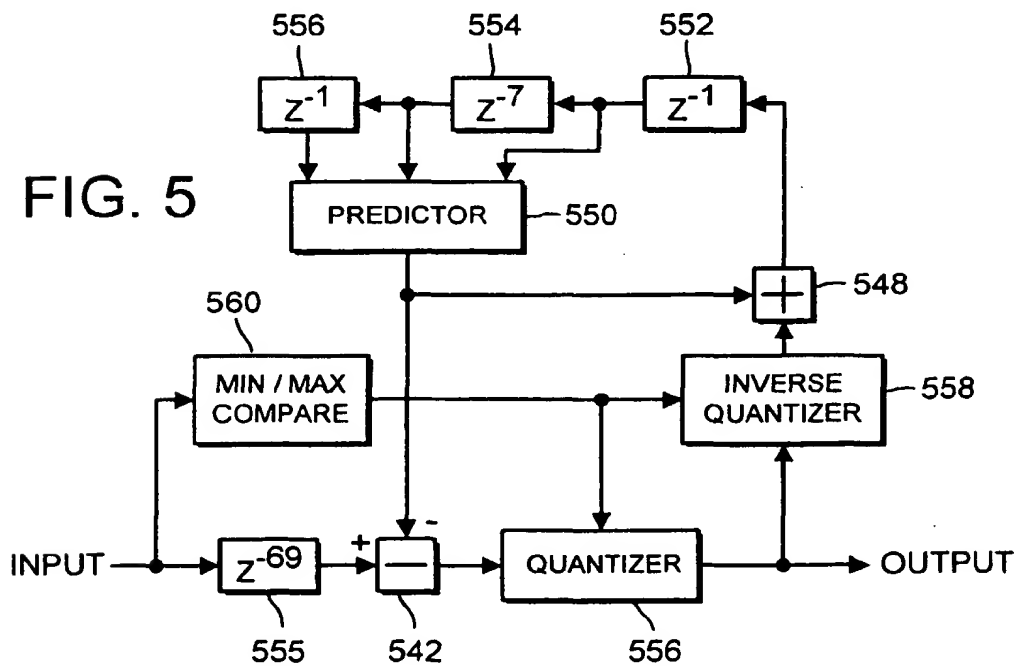 556
554
552
Z-1
Z-7
Z-1
FIG. 5
PREDICTOR
550
560
+
548
MIN / MAX
COMPARE
INVERSE
QUANTIZER
558
-
+
INPUT
Z-69
—
QUANTIZER
OUTPUT
555
542
556